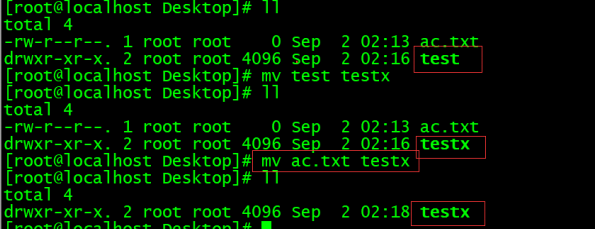 [root@localhost Desktop]# ll
total 4
-rw-r--r--. 1 root root    0 Sep  2 02:13 ac.txt
drwxr-xr-x. 2 root root 4096 Sep  2 02:16 test
[root@localhost Desktop]# mv test testx
[root@localhost Desktop]# ll
total 4
-rw-r--r--. 1 root root    0 Sep  2 02:13 ac.txt
drwxr-xr-x. 2 root root 4096 Sep  2 02:16 testx
[root@localhost Desktop]# mv ac.txt testx
[root@localhost Desktop]# ll
total 4
drwxr-xr-x. 2 root root 4096 Sep  2 02:18 testx
[root@localhost Desktop]#